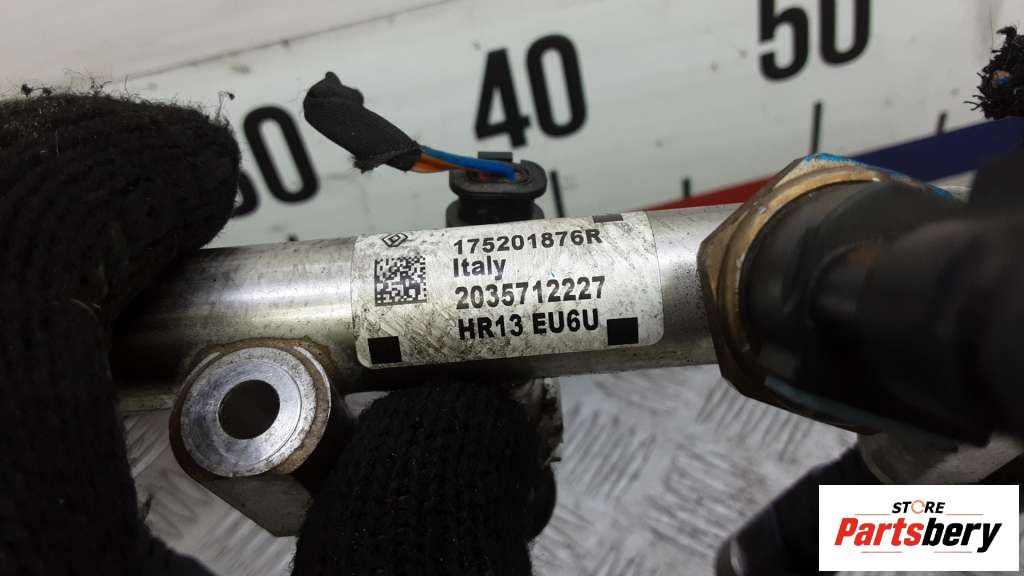 30
40
50
175201876R
Italy
2035712227
HR13 EU6U
STORE
Partsbery